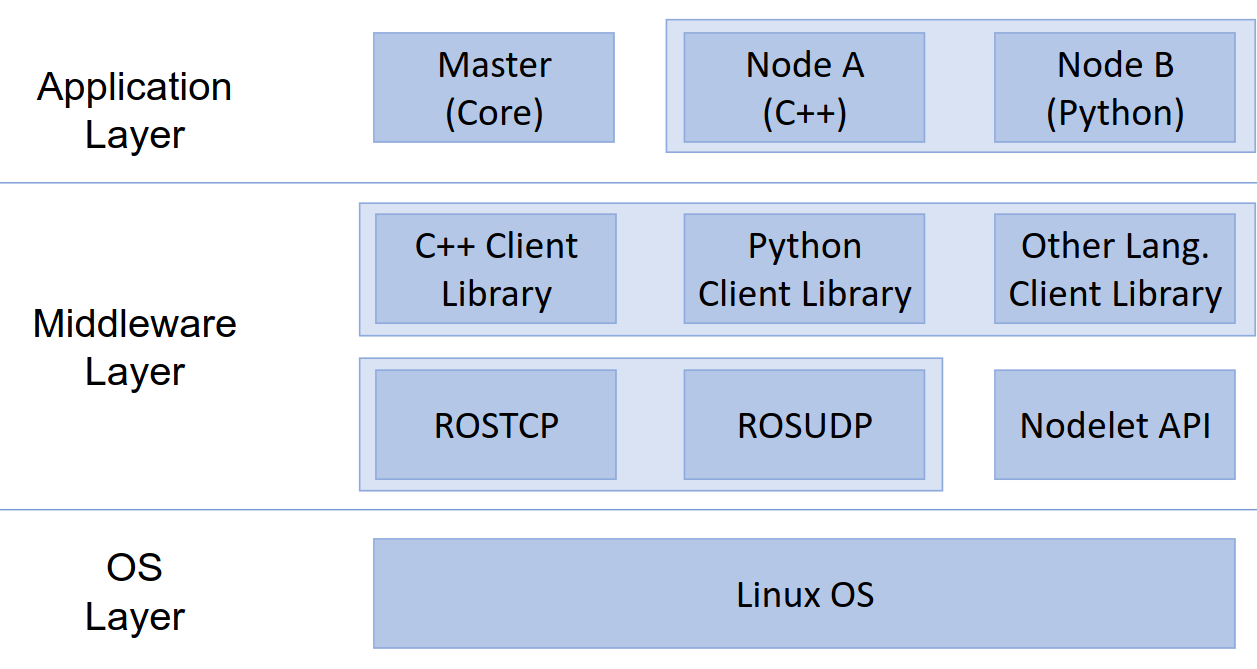 Application
Layer
Master
(Core)
Node A
(C++)
Node B
(Python)
Middleware
Layer
C++ Client
Library
Python
Client Library
Other Lang.
Client Library
ROSTCP
ROSUDP
Nodelet API
OS
Layer
Linux OS